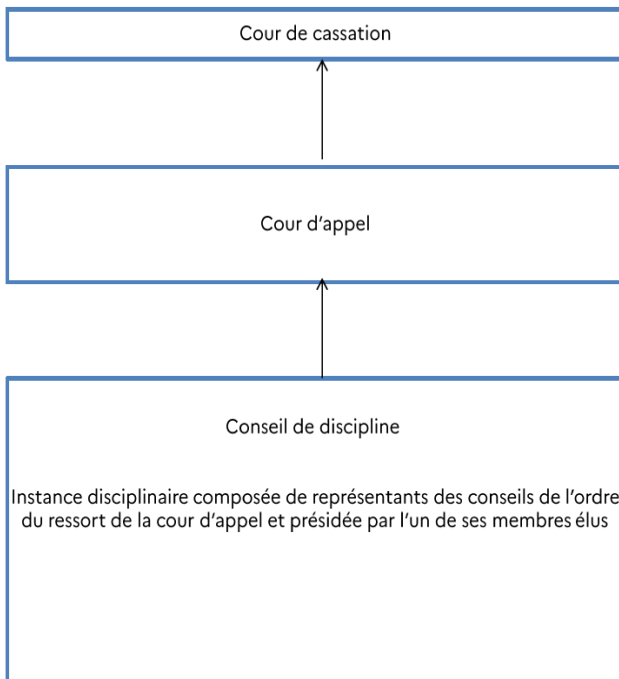 Cour de cassation
Cour d’appel
Conseil de discipline
Instance disciplinaire composée de représentants des conseils de l’ordre
du ressort de la cour d’appel et présidée par l’un de ses membres élus